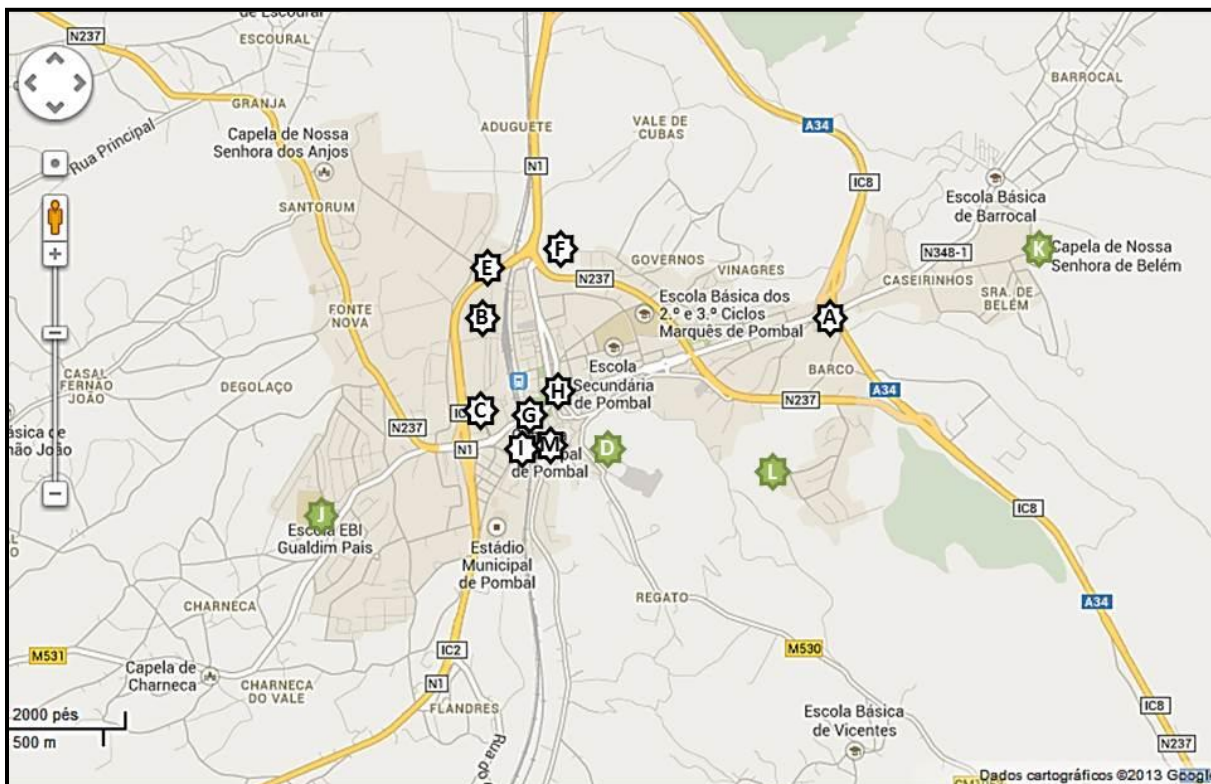 de Escoural
N237
ESCOURAL
BARROCAL
GRANJA
ADUGUETE
VALE DE
CUBAS
A34
Rua Principal
Capela de Nossa
Senhora dos Anjos
N1
IC8
Escola Básica
de Barrocal
SANTORUM
F
K
Capela de Nossa
Senhora de Belém
E
GOVERNOS
VINAGRES
N348-1
N237
CASEIRINHOS
SRA. DE
BELÉM
FONTE
NOVA
B
Escola Básica dos
2.º e 3.º Ciclos
Marquês de Pombal
A
CASAL
FERNÃO
JOÃO
DEGOLAÇO
Escola
Secundária
de Pombal
BARCO
H
A34
N237
C
G
N237
N1
I
M
de Pombal
D
L
J
Escola EBI
Gualdim Pais
Estádio
Municipal
de Pombal
IC8
CHARNECA
REGATO
A34
M531
IC2
M530
Capela de
Charneca
CHARNECA
DO VALE
N1
FLANDRES
2000 pés
500 m
Escola Básica
de Vicentes
IC8
N237
Dados cartográficos ©2013 Google